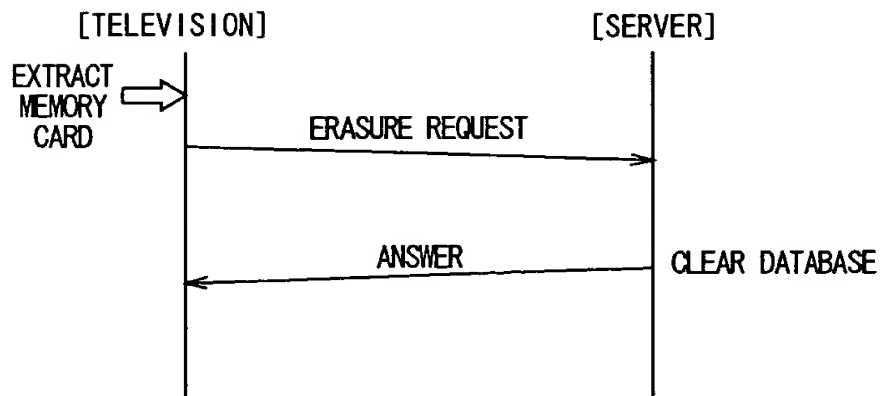 [TELEVISION]
[SERVER]
EXTRACT
MEMORY
CARD
ERASURE REQUEST
ANSWER
CLEAR DATABASE